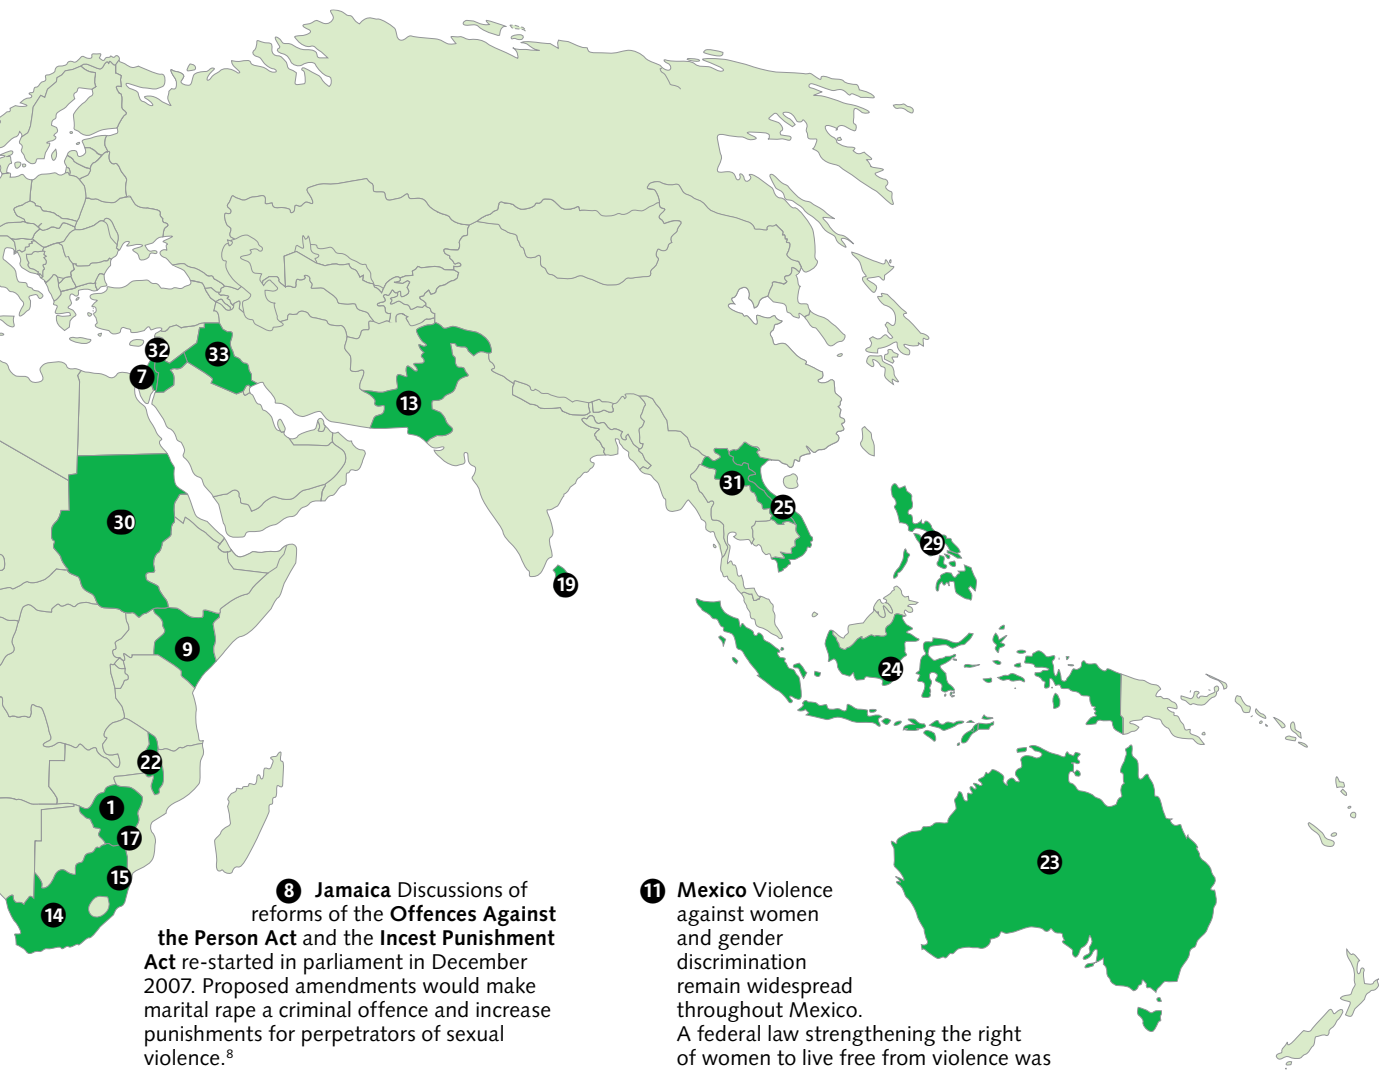 32
33
7
13
31
25
30
29
19
9
24
22
1
17
23
15
14
8 Jamaica Discussions of
reforms of the Offences Against
the Person Act and the Incest Punishment
Act re-started in parliament in December
2007. Proposed amendments would make
marital rape a criminal offence and increase
punishments for perpetrators of sexual
violence.8
11 Mexico Violence
against women
and gender
discrimination
remain widespread
throughout Mexico.
A federal law strengthening the right
of women to live free from violence was